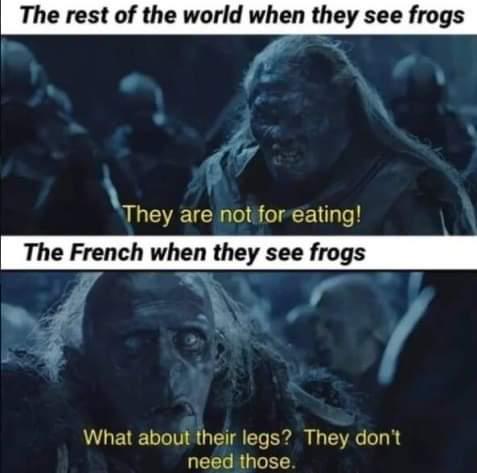 The rest of the world when they see frogs
They are not for eating!
The French when they see frogs
What about their legs? They don't
need those.